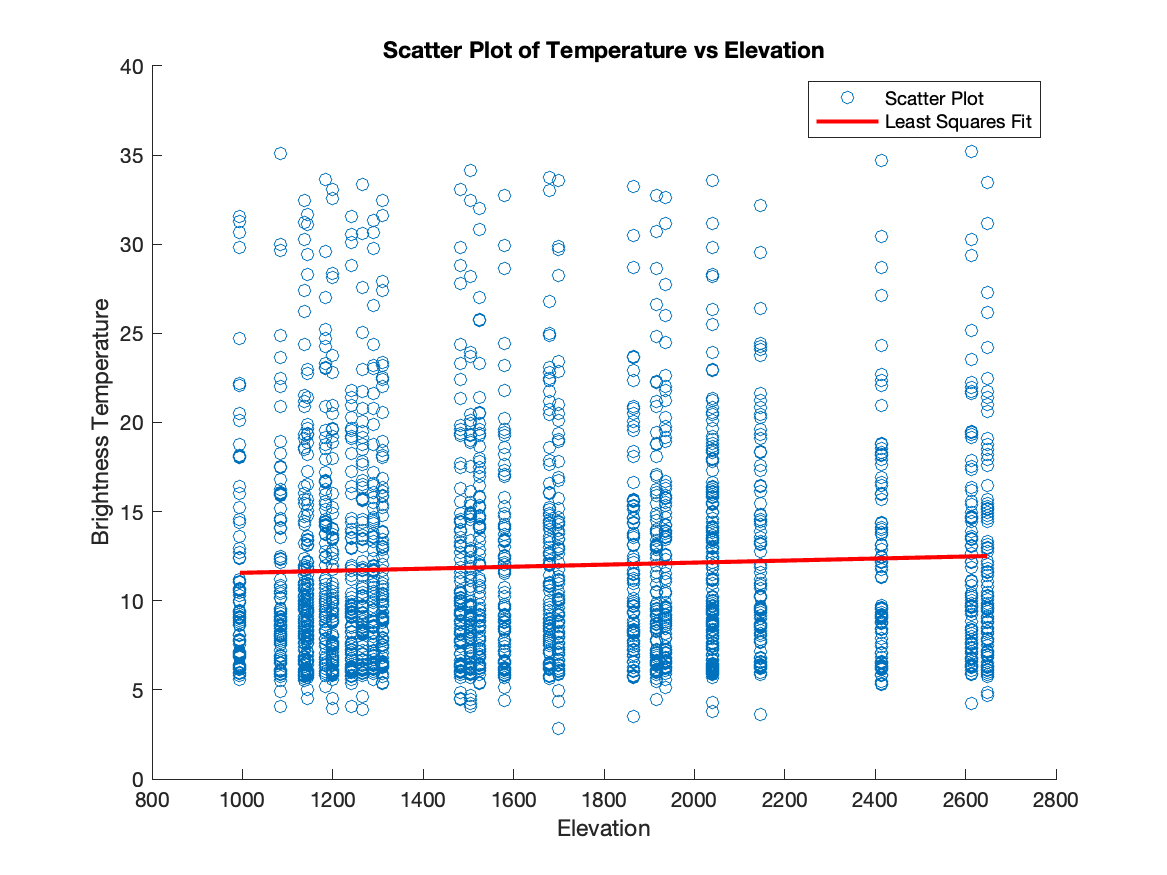 Scatter Plot of Temperature vs Elevation
Scatter Plot
Least Squares Fit
Brightness Temperature
40
35
30
25
20
15
10
5
0
800 1000 1200 1400 1600 1800 2000 2200 2400 2600 2800
Elevation